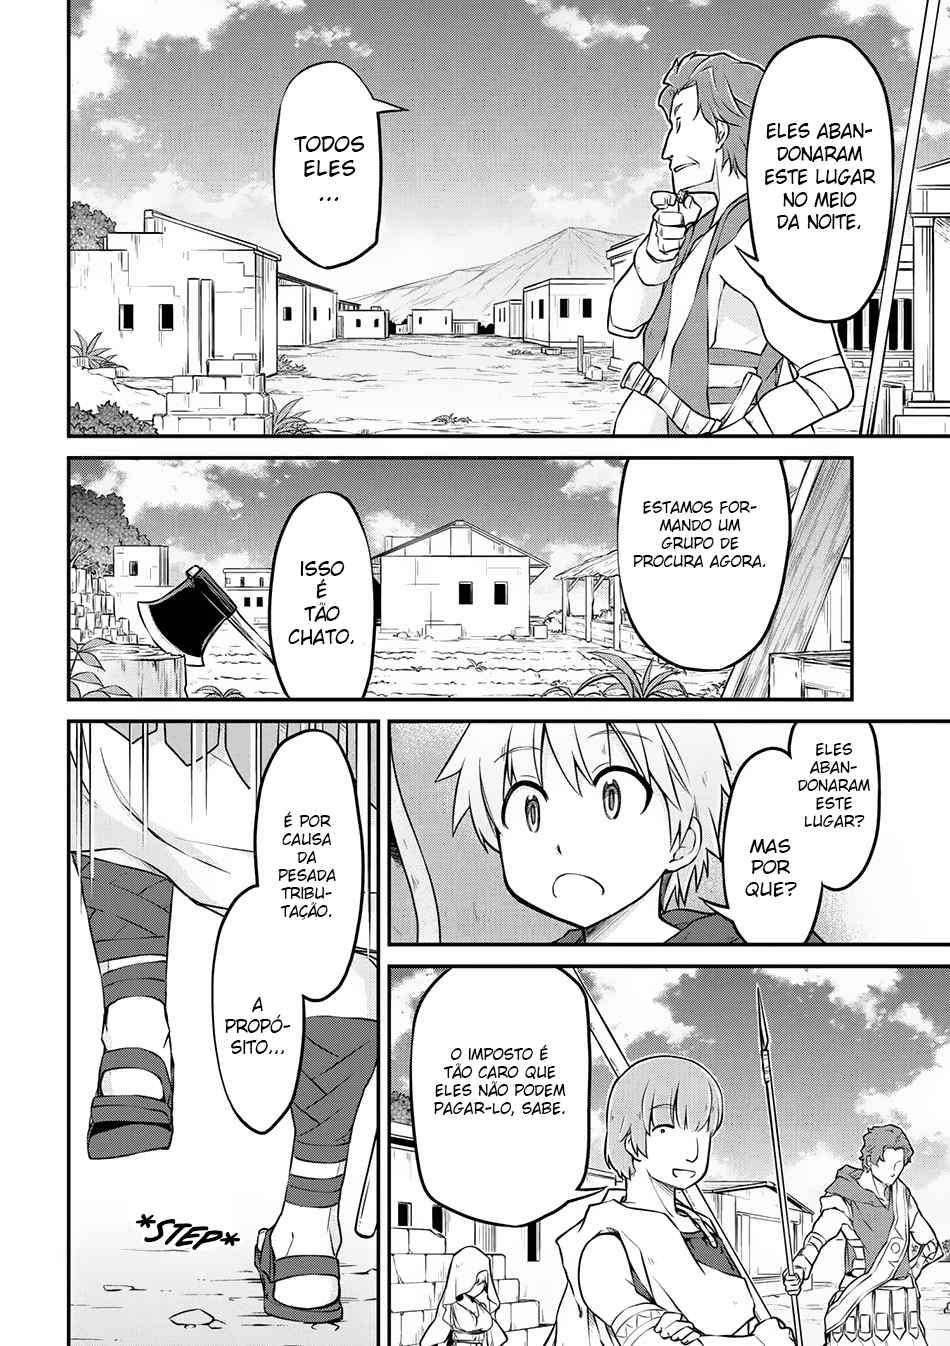 ELES ABAN-
DONARAM
ESTE LUGAR
NO MEIO
DA NOITE.
TODOS
ELES
...
ESTAMOS FOR-
MANDO UM
GRUPO DE
PROCURA AGORA.
ISSO
É
TÃO
CHATO.
ELES
ABAN-
DONARAM
ESTE
LUGAR?
MAS
POR
QUE?
O IMPOSTO É
TÃO CARO QUE
ELES NÃO PODEM
PAGAR-LO, SABE.
É POR
CAUSA
DA
PESADA
TRIBU-
TAÇÃO.
A
PROPÓ-
SITO...
*STEP*